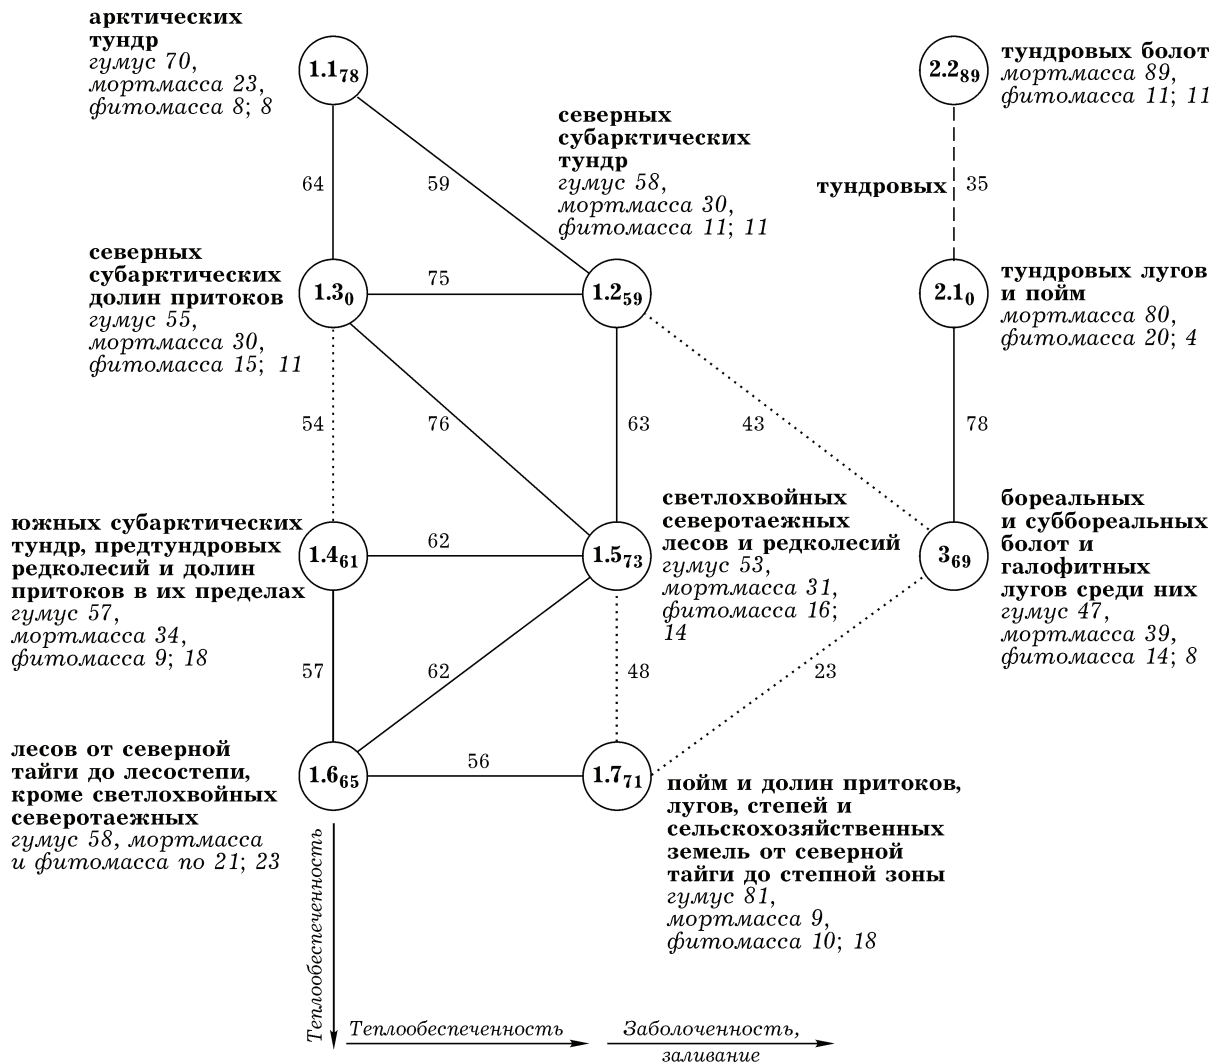 арктических
тундр
гумус 70,
мортмасса 23,
фитомасса 8; 8
1.1₇₈
2.2₈₉
тундровых болот
мортмасса 89,
фитомасса 11; 11
северных
субарктических
тундр
гумус 58,
мортмасса 30,
фитомасса 11; 11
64
59
тундровых
35
северных
субарктических
долин притоков
гумус 55,
мортмасса 30,
фитомасса 15; 11
1.3₀
75
1.2₅₉
2.1₀
тундровых лугов
и пойм
мортмасса 80,
фитомасса 20; 4
54
76
63
43
78
южных субарктических
тундр, предтундровых
редколесий и долин
притоков в их пределах
гумус 57,
мортмасса 34,
фитомасса 9; 18
1.4₆₁
62
1.5₇₃
светлохвойных
северотаежных
лесов и редколесий
гумус 53,
мортмасса 31,
фитомасса 16;
14
3₆₉
бореальных
и суббореальных
болот и
галофитных
лугов среди них
гумус 47,
мортмасса 39,
фитомасса 14; 8
57
62
48
23
лесов от северной
тайги до лесостепи,
кроме светлохвойных
северотаежных
гумус 58, мортмасса
и фитомасса по 21; 23
1.6₆₅
56
1.7₇₁
пойм и долин притоков,
лугов, степей и
сельскохозяйственных
земель от северной
тайги до степной зоны
гумус 81,
мортмасса 9,
фитомасса 10; 18
Теплообеспеченность
Теплообеспеченность
Заболоченность,
заливание